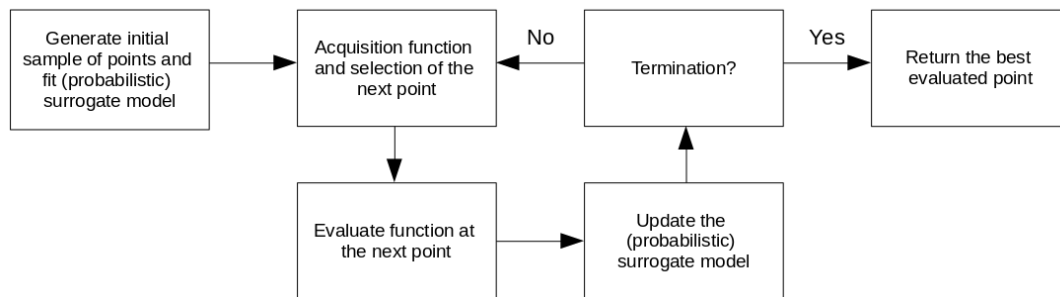 Generate initial
sample of points and
fit (probabilistic)
surrogate model
Acquisition function
and selection of the
next point
No
Termination?
Yes
Return the best
evaluated point
Evaluate function at
the next point
Update the
(probabilistic)
surrogate model